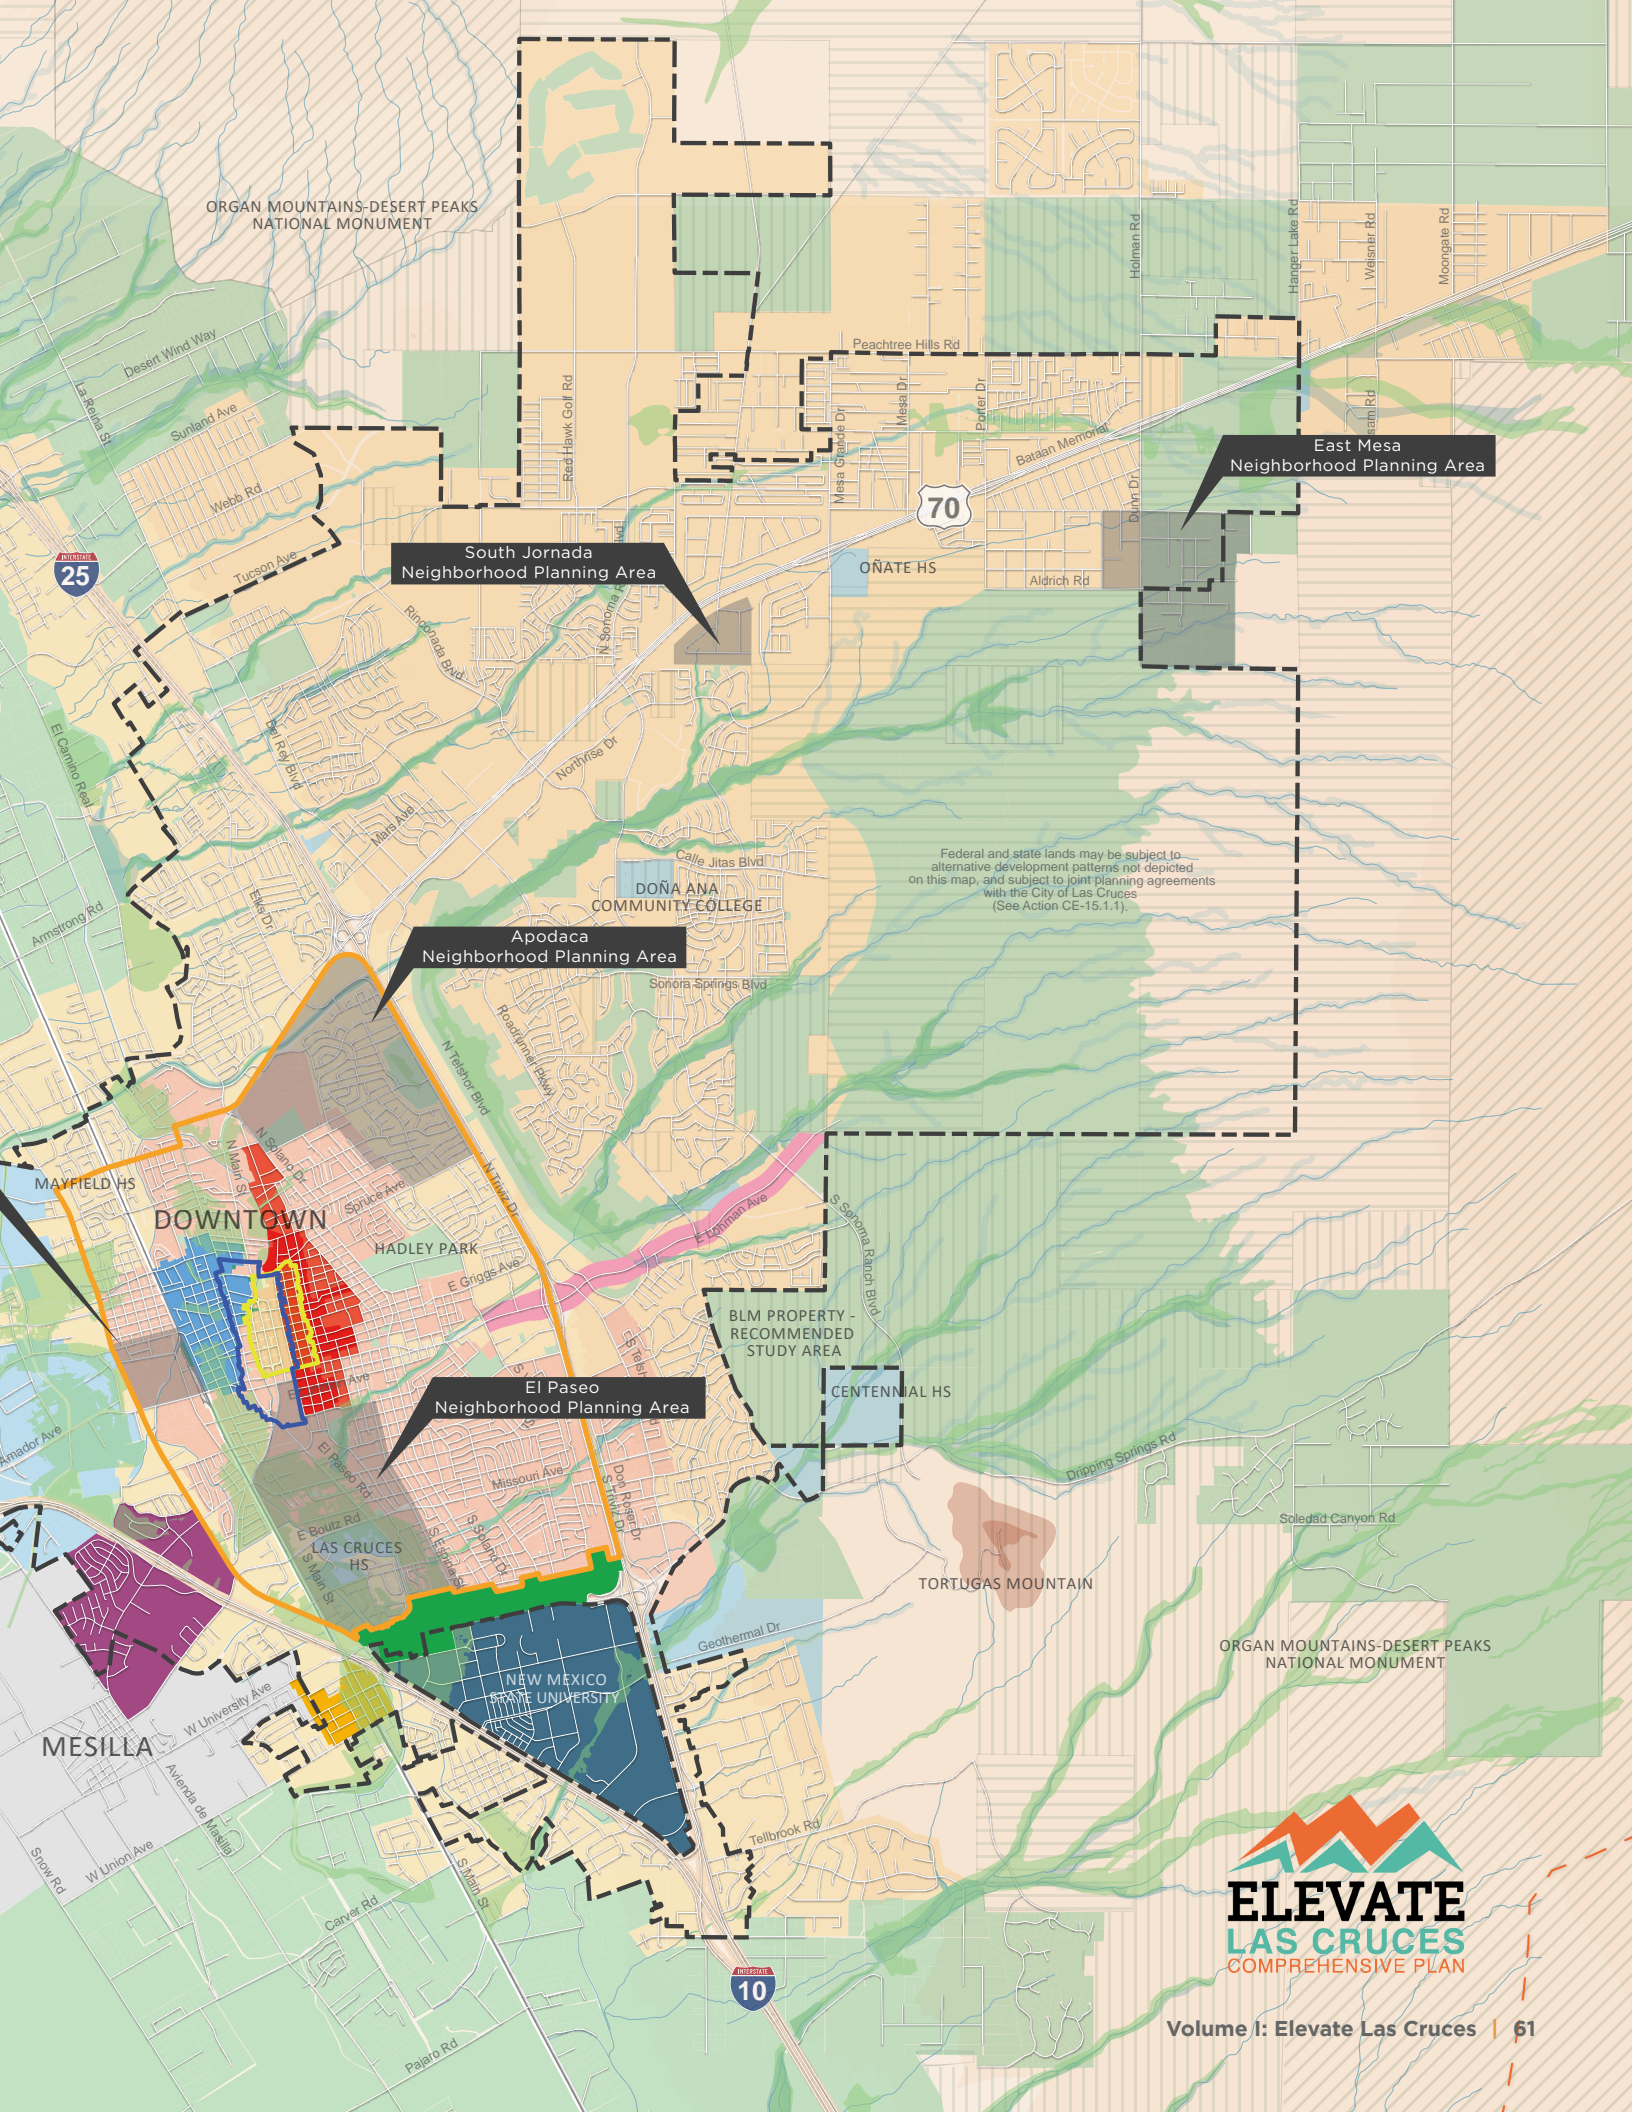 ORGAN MOUNTAINS-DESERT PEAKS
NATIONAL MONUMENT
Holman Rd
Hanger Lake Rd
Weisner Rd
Moongate Rd
Desert Wind Way
La Reina St
Sunland Ave
Webb Rd
Tucson Ave
Red Hawk Golf Rd
Peachtree Hills Rd
Mesa Grande Dr
Mesa Dr
Porter Dr
Bataan Memorial
Dunn Dr
East Mesa
Neighborhood Planning Area
70
INTERSTATE
25
South Jornada
Neighborhood Planning Area
OÑATE HS
Aldrich Rd
Rinconada Blvd
El Camino Real
Del Rey Blvd
Northrise Dr
Mars Ave
Calle Jitas Blvd
DOÑA ANA
COMMUNITY COLLEGE
Federal and state lands may be subject to
alternative development patterns not depicted
on this map, and subject to joint planning agreements
with the City of Las Cruces
(See Action CE-15.1.1).
Elks Dr
Armstrong Rd
Apodaca
Neighborhood Planning Area
Sonora Springs Blvd
Roadrunner Pkwy
N Telshor Blvd
MAYFIELD HS
N Main St
N Solano Dr
Spruce Ave
N Triviz Dr
DOWNTOWN
HADLEY PARK
E Griggs Ave
E Lohman Ave
S Sonoma Ranch Blvd
BLM PROPERTY -
RECOMMENDED
STUDY AREA
CENTENNIAL HS
El Paseo
Neighborhood Planning Area
Amador Ave
El Paseo Rd
Missouri Ave
Don Roser Dr
S Triviz Dr
Dripping Springs Rd
Soledad Canyon Rd
E Boutz Rd
LAS CRUCES
HS
S Main St
S Espina St
S Solano Dr
TORTUGAS MOUNTAIN
Geothermal Dr
ORGAN MOUNTAINS-DESERT PEAKS
NATIONAL MONUMENT
NEW MEXICO
STATE UNIVERSITY
W University Ave
MESILLA
Avienda de Masilla
Snow Rd
W Union Ave
Tellbrook Rd
S Main St
Carver Rd
Pajaro Rd
INTERSTATE
10
ELEVATE
LAS CRUCES
COMPREHENSIVE PLAN
Volume I: Elevate Las Cruces | 61